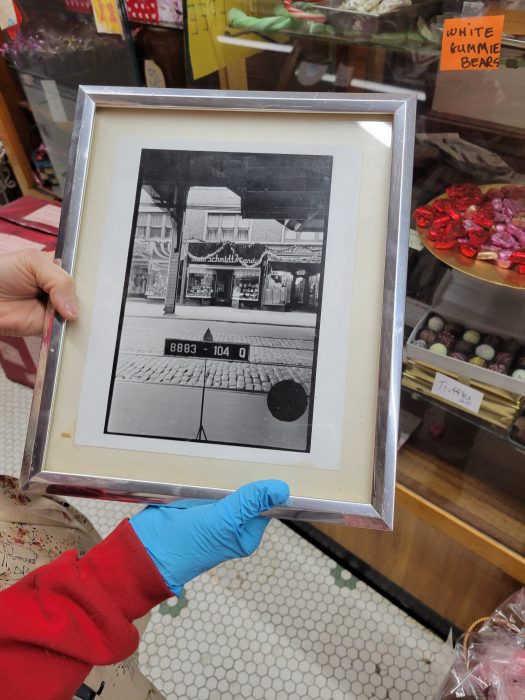 WHITE
GUMMIE
BEARS
Schmidt's Candy
8883 - 104 Q
Truffles